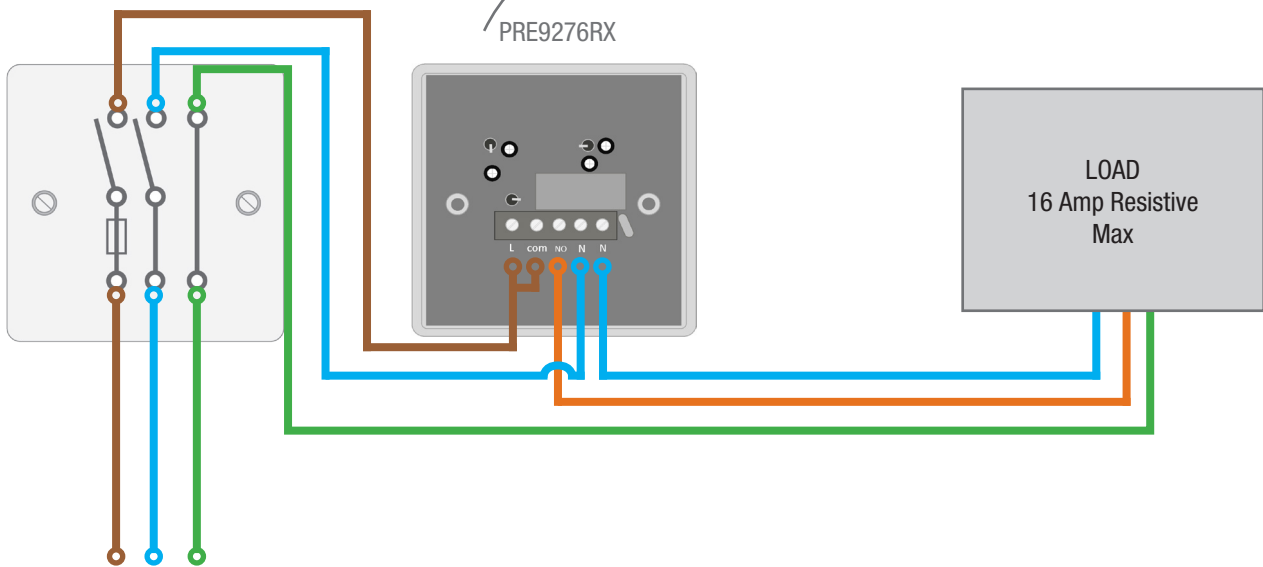 PRE9276RX
LOAD
16 Amp Resistive
Max
L com NO N N